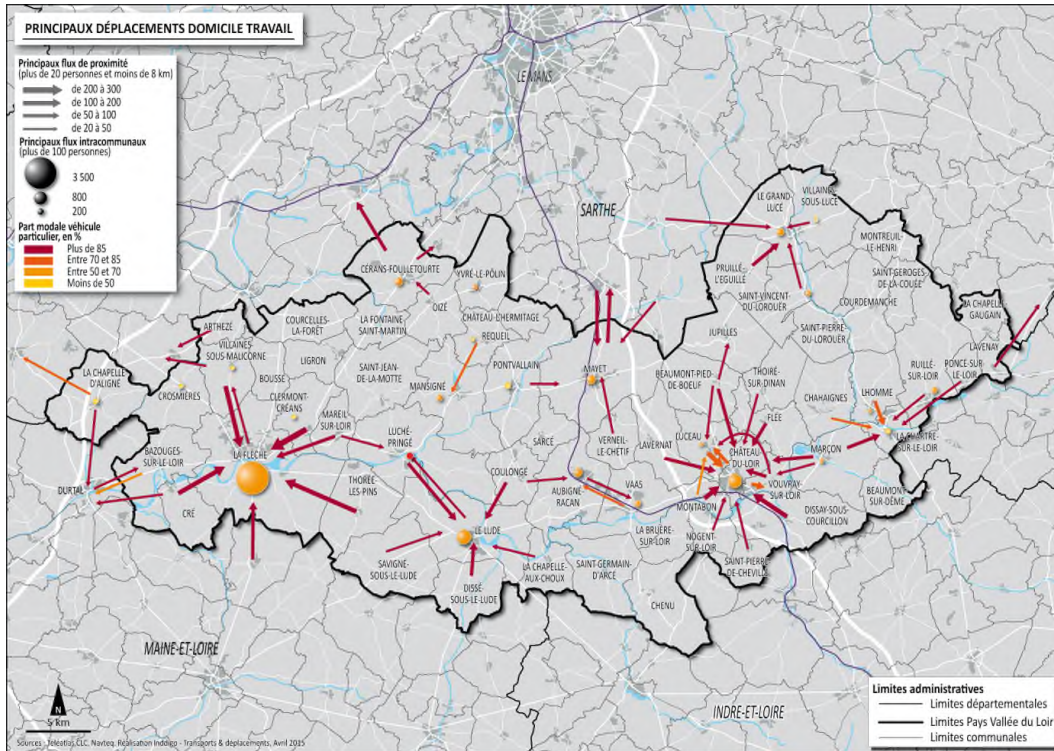 PRINCIPAUX DÉPLACEMENTS DOMICILE TRAVAIL
Principaux flux de proximité
(plus de 20 personnes et moins de 8 km)
de 200 à 300
de 100 à 200
de 50 à 100
de 20 à 50
Principaux flux intracommunaux
(plus de 100 personnes)
3 500
800
200
Part modale véhicule
particulier, en %
Plus de 85
Entre 70 et 85
Entre 50 et 70
Moins de 50
LE MANS
SARTHE
LE GRAND-
LUCÉ
VILLAINES-
SOUS-LUCÉ
MONTREUIL-
LE-HENRI
SAINT-GEROGES-
DE-LA-COUÉE
PRUILLÉ-
L'EGUILLÉ
SAINT-VINCENT-
DU-LOROUER
COURDEMANCHE
LA CHAPELLE-
GAUGAIN
CÉRANS-FOUILLETOURTE
YVRÉ-LE-PÔLIN
OIZÉ
CHÂTEAU-L'HERMITAGE
LA FONTAINE-
SAINT-MARTIN
COURCELLES-
LA-FORÊT
ARTHEZÉ
VILLAINES-
SOUS-MALICORNE
LIGRON
REQUEIL
SAINT-JEAN-
DE-LA-MOTTE
MANSIGNÉ
PONTVALLAIN
MAYET
JUPILLES
SAINT-PIERRE-
DU-LOROUER
LAVENAY
PONCÉ-SUR-
LE-LOIR
RUILLÉ-
SUR-LOIR
LHOMME
CHAHAIGNES
BEAUMONT-PIED-
DE-BOEUF
THOIRÉ-
SUR-DINAN
FLÉE
LA CHAPELLE
D'ALIGNÉ
CROSMIÈRES
BOUSSE
CLERMONT-
CRÉANS
MAREIL-
SUR-LOIR
LUCHÉ-
PRINGÉ
LA FLÈCHE
BAZOUGES-
SUR-LE-LOIR
DURTAL
CRÉ
THORÉE-
LES-PINS
SARCÉ
COULONGÉ
VERNEIL-
LE-CHÉTIF
LAVERNAT
LUCEAU
CHÂTEAU-
DU-LOIR
MARÇON
LA CHARTRE-
SUR-LE-LOIR
BEAUMONT-
SUR-DÊME
VOUVRAY-
SUR-LOIR
DISSAY-SOUS-
COURCILLON
MONTABON
NOGENT-
SUR-LOIR
SAINT-PIERRE-
DE-CHEVILLÉ
AUBIGNÉ-
RACAN
VAAS
LA BRUÈRE-
SUR-LOIR
LE LUDE
SAVIGNÉ-
SOUS-LE-LUDE
DISSÉ-
SOUS-LE-LUDE
LA CHAPELLE-
AUX-CHOUX
SAINT-GERMAIN-
D'ARCÉ
CHENU
MAINE-ET-LOIRE
INDRE-ET-LOIRE
N
5 km
Sources : Teleatlas, CLC, Navteq, Réalisation Inddigo - Transports & déplacements, Avril 2015
Limites administratives
Limites départementales
Limites Pays Vallée du Loir
Limites communales